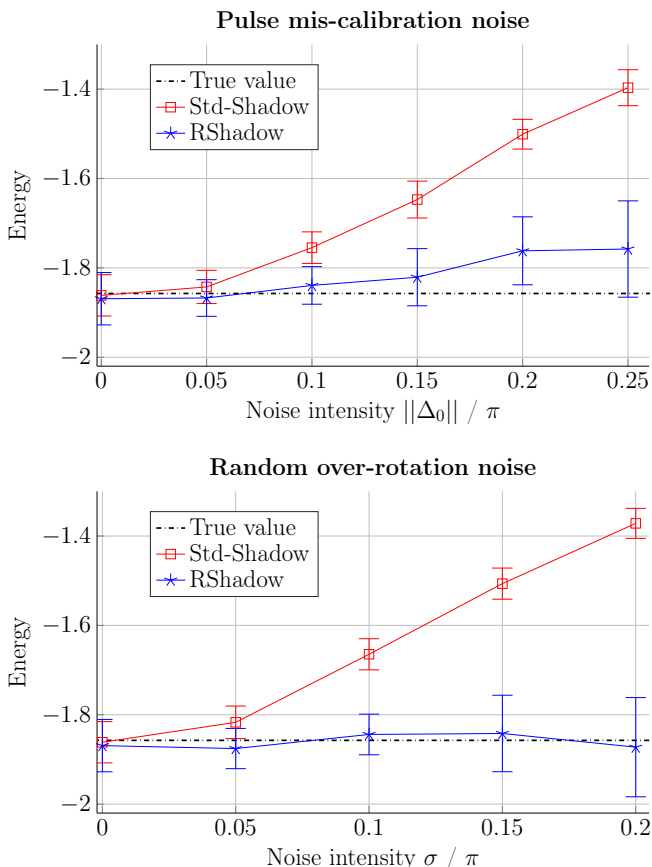 Pulse mis-calibration noise
True value
Std-Shadow
RShadow
Energy
−1.4
−1.6
−1.8
−2
0 0.05 0.1 0.15 0.2 0.25
Noise intensity ||Δ₀|| / π
Random over-rotation noise
True value
Std-Shadow
RShadow
Energy
−1.4
−1.6
−1.8
−2
0 0.05 0.1 0.15 0.2
Noise intensity σ / π